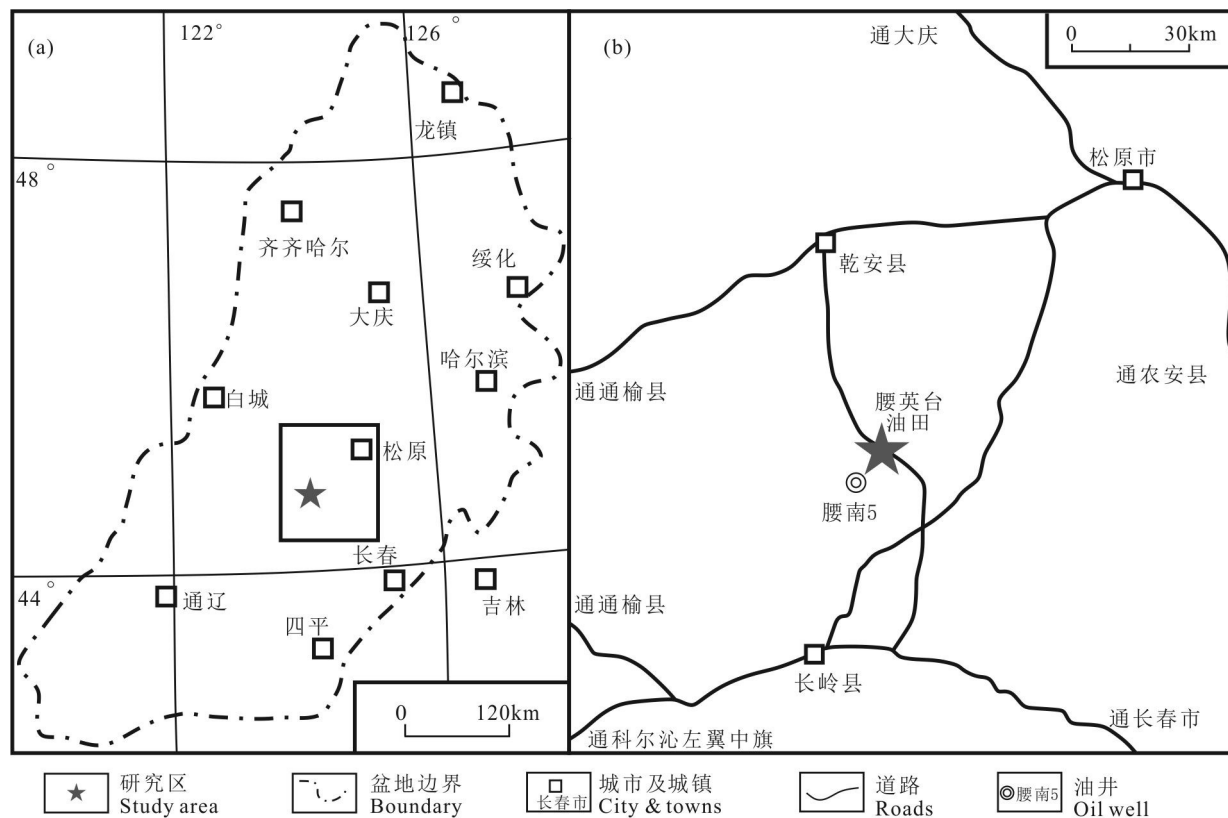 (a)
122°
126°
龙镇
48°
齐齐哈尔
绥化
大庆
哈尔滨
白城
松原
长春
44°
通辽
吉林
四平
0 120km
(b)
通大庆
0 30km
松原市
乾安县
通通榆县
通农安县
腰英台
油田
腰南5
通通榆县
长岭县
通长春市
通科尔沁左翼中旗
研究区
Study area
盆地边界
Boundary
长春市
城市及城镇
City & towns
道路
Roads
腰南5
油井
Oil well